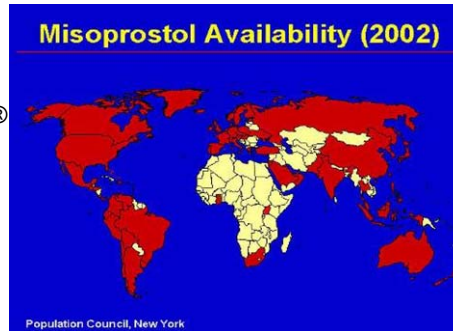 Misoprostol Availability (2002)
®
Population Council, New York